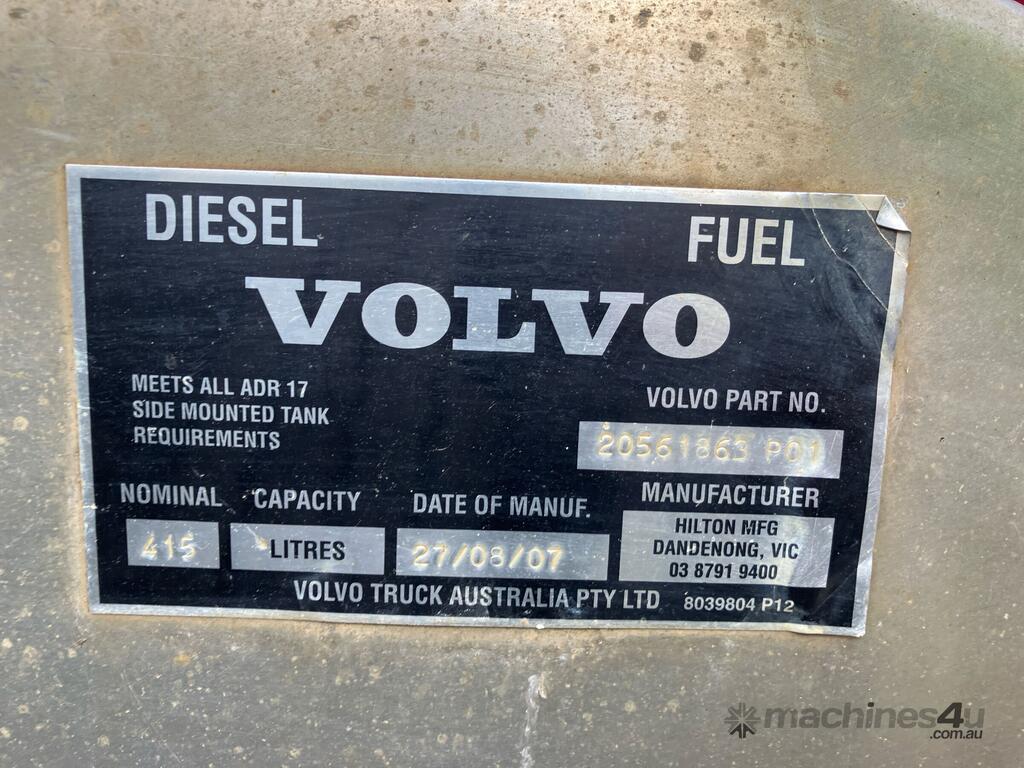 DIESEL FUEL
VOLVO
MEETS ALL ADR 17
SIDE MOUNTED TANK
REQUIREMENTS
VOLVO PART NO.
20561863 P01
NOMINAL CAPACITY
415 LITRES
DATE OF MANUF.
27/08/07
MANUFACTURER
HILTON MFG
DANDENONG, VIC
03 8791 9400
VOLVO TRUCK AUSTRALIA PTY LTD 8039804 P12
machines4u
.com.au